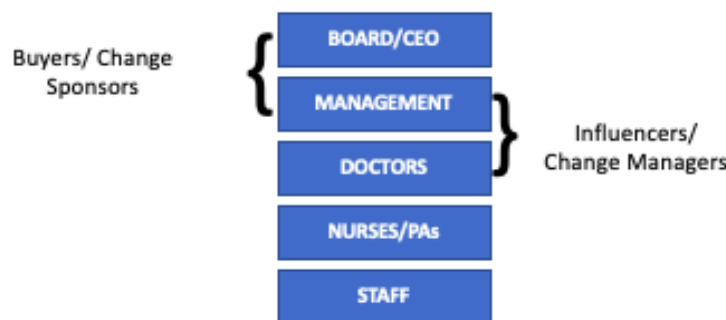 BOARD/CEO
Buyers/ Change
Sponsors
MANAGEMENT
Influencers/
Change Managers
DOCTORS
NURSES/PAs
STAFF